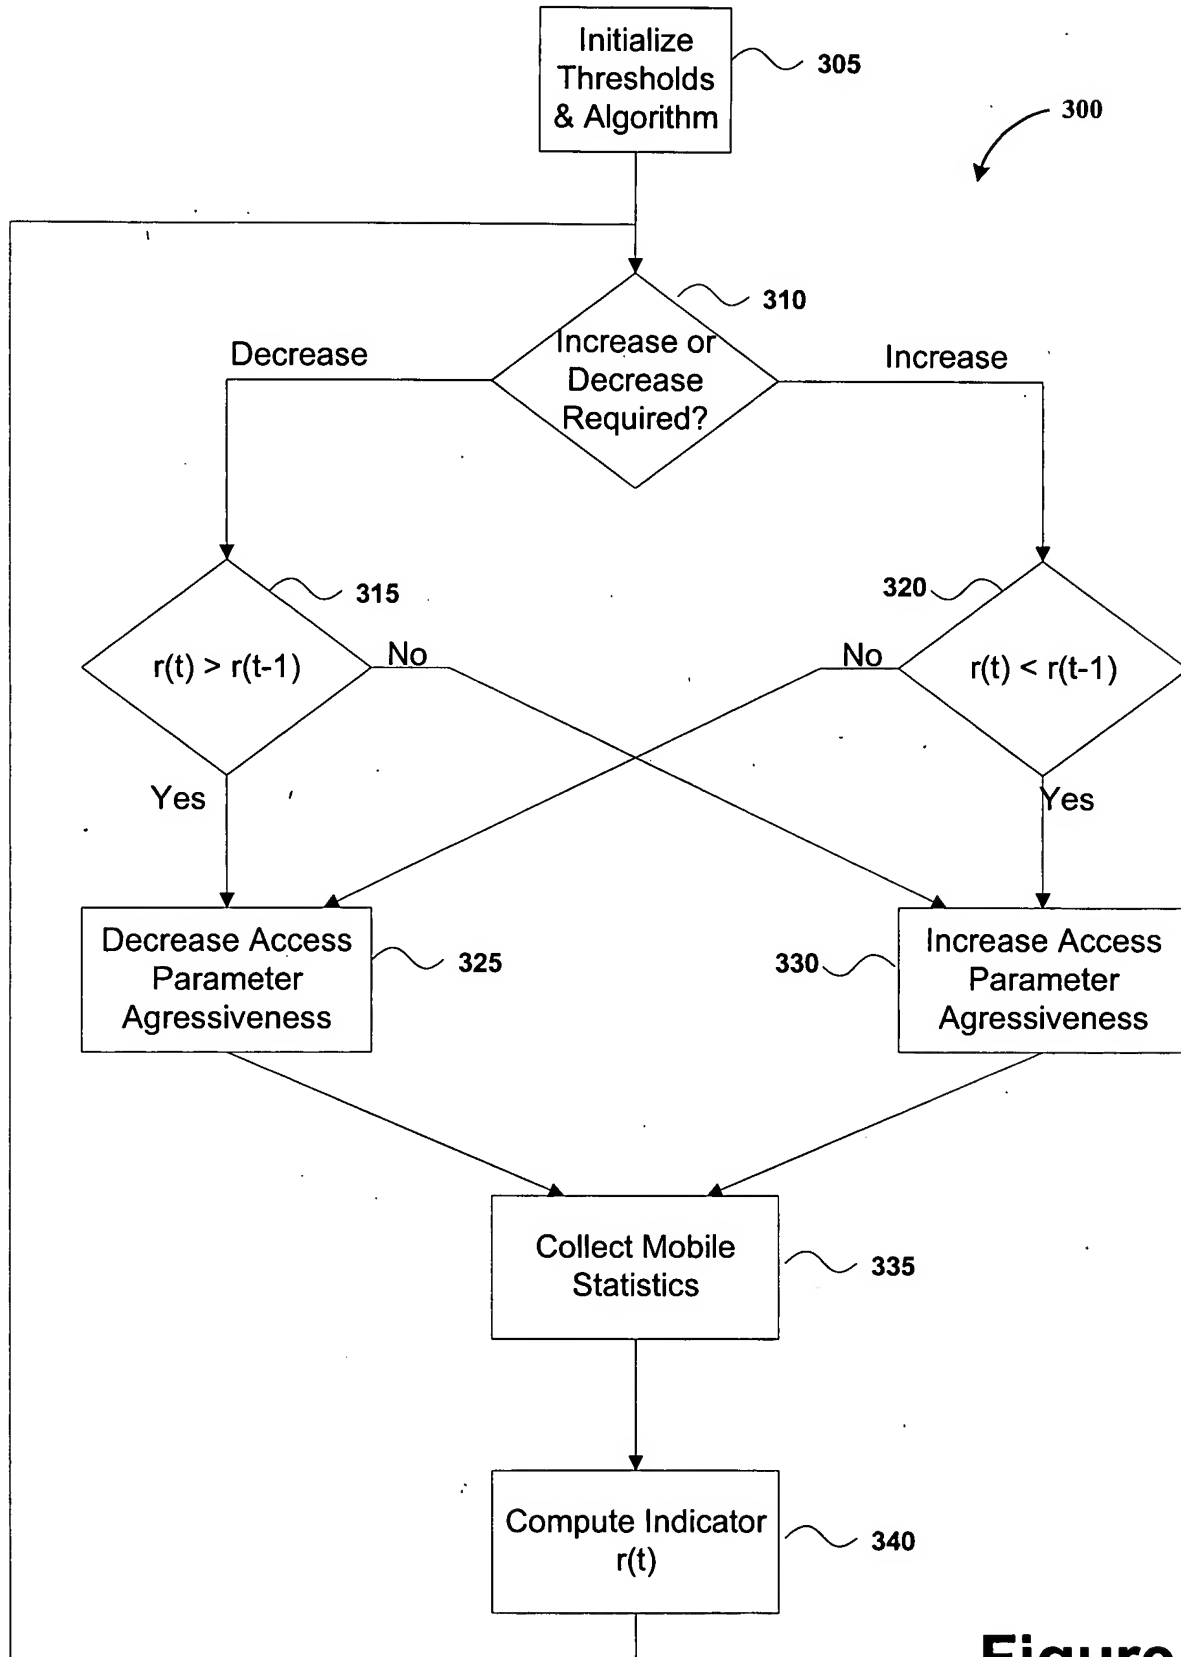 Initialize
Thresholds
& Algorithm
305
300
310
Increase or
Decrease
Required?
Decrease
Increase
315
320
r(t) > r(t-1)
No
No
r(t) < r(t-1)
Yes
Yes
Decrease Access
Parameter
Agressiveness
325
330
Increase Access
Parameter
Agressiveness
Collect Mobile
Statistics
335
Compute Indicator
r(t)
340
Figure